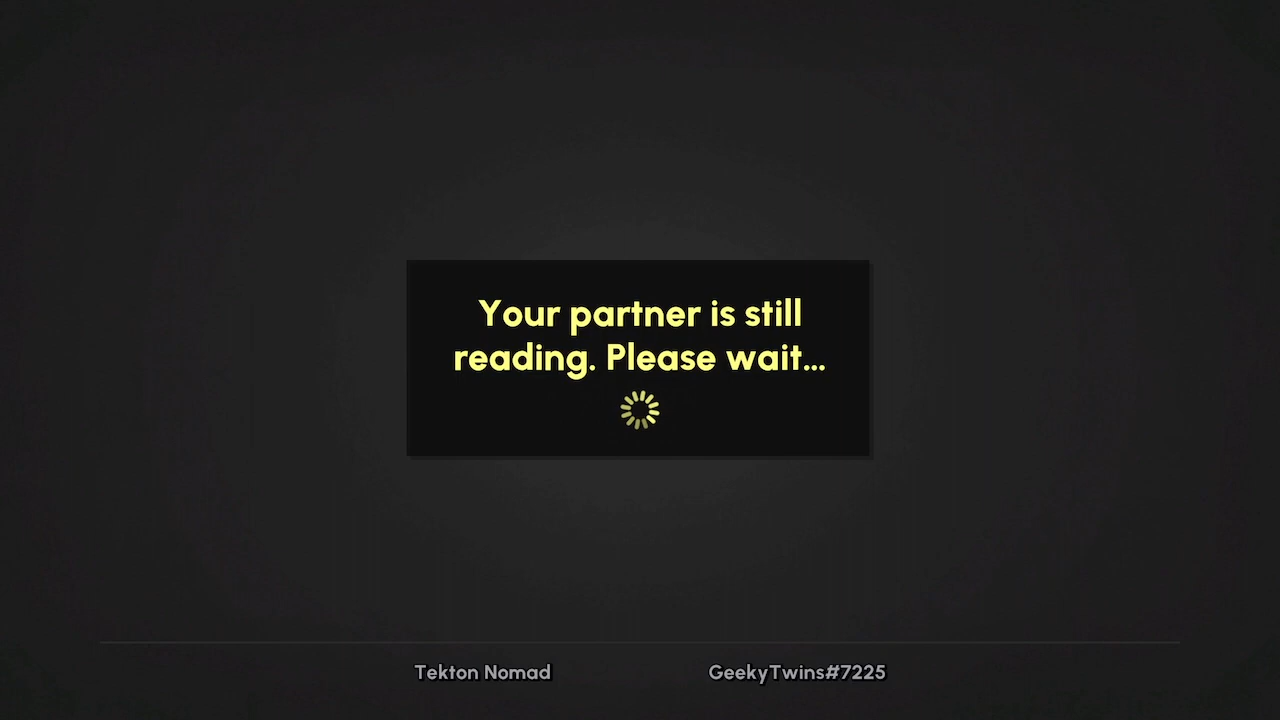 Your partner is still
reading. Please wait...
Tekton Nomad
GeekyTwins#7225